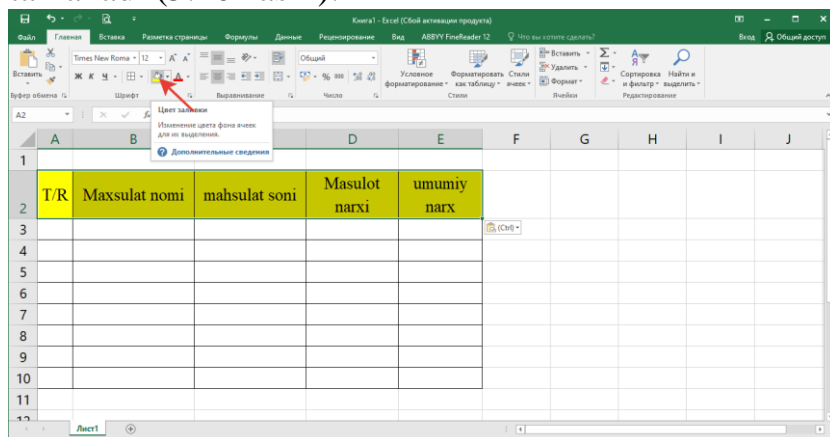 Книга1 - Excel (Сбой активации продукта)
Файл Главная Вставка Разметка страницы Формулы Данные Рецензирование Вид ABBYY FineReader 12 Что вы хотите сделать? Вход Общий доступ
Вставить
Times New Roma 12
Ж К Ч
Общий
Условное форматирование
Форматировать как таблицу
Стили ячеек
Вставить
Удалить
Формат
Сортировка и фильтр
Найти и выделить
Буфер обмена Шрифт Выравнивание Число Стили Ячейки Редактирование
A2
Цвет заливки
Изменение цвета фона ячеек
для их выделения.
Дополнительные сведения
A B D E F G H I J
1
T/R Maxsulat nomi mahsulat soni Masulot narxi umumiy narx
2
3 (Ctrl)
4
5
6
7
8
9
10
11
12
Лист1